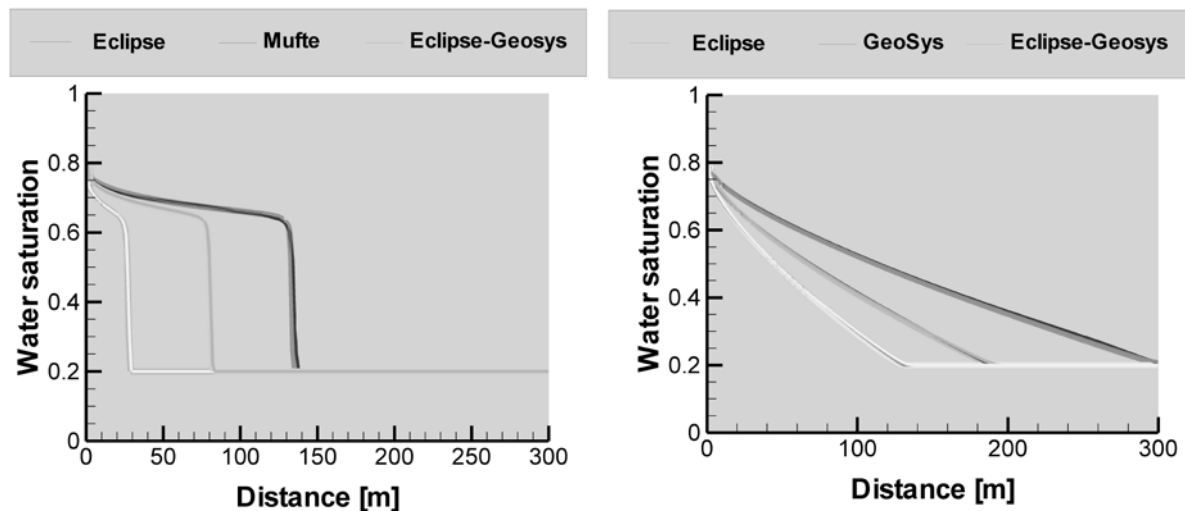 Eclipse Mufte Eclipse-Geosys
1
0.8
0.6
0.4
0.2
0
Water saturation
0 50 100 150 200 250 300
Distance [m]
Eclipse GeoSys Eclipse-Geosys
1
0.8
0.6
0.4
0.2
0
Water saturation
0 100 200 300
Distance [m]